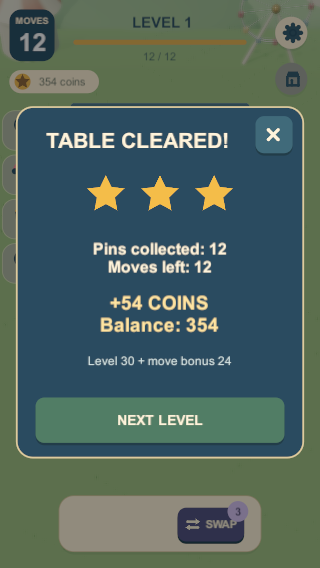 MOVES
12
LEVEL 1
12 / 12
354 coins
TABLE CLEARED!
Pins collected: 12
Moves left: 12
+54 COINS
Balance: 354
Level 30 + move bonus 24
NEXT LEVEL
3
SWAP